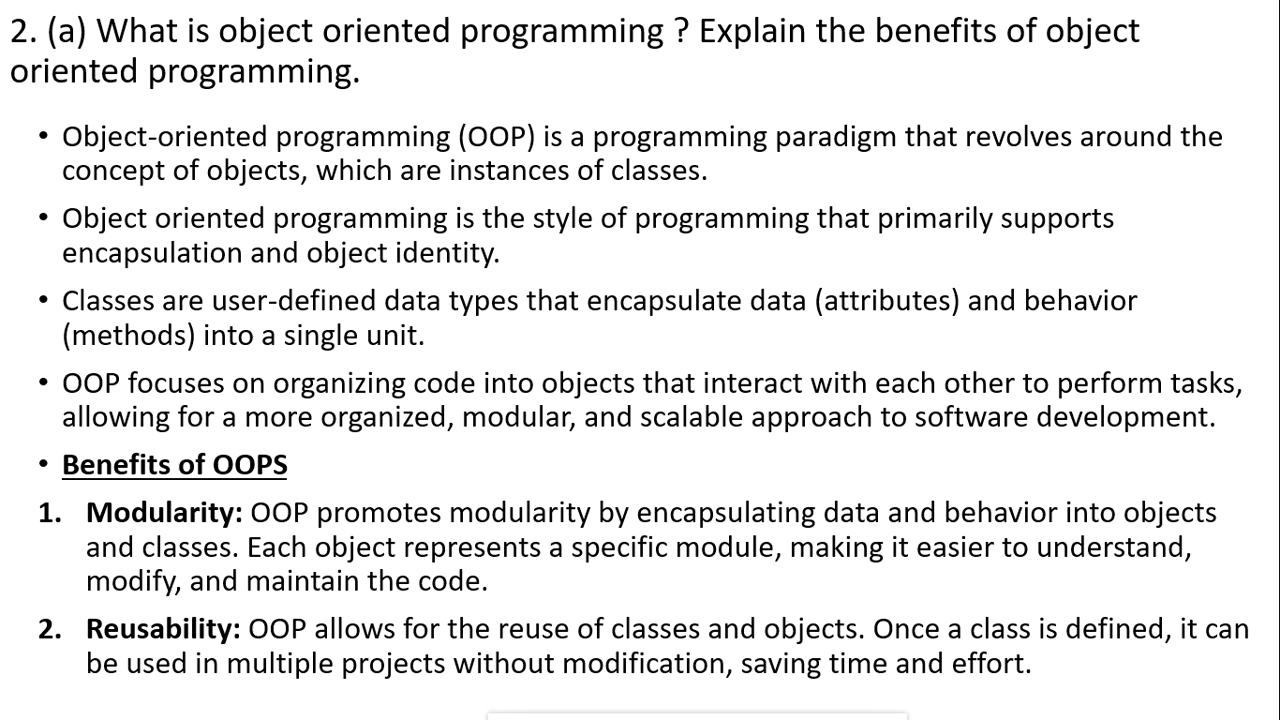 2. (a) What is object oriented programming ? Explain the benefits of object
oriented programming.
• Object-oriented programming (OOP) is a programming paradigm that revolves around the
concept of objects, which are instances of classes.
• Object oriented programming is the style of programming that primarily supports
encapsulation and object identity.
• Classes are user-defined data types that encapsulate data (attributes) and behavior
(methods) into a single unit.
• OOP focuses on organizing code into objects that interact with each other to perform tasks,
allowing for a more organized, modular, and scalable approach to software development.
• Benefits of OOPS
1. Modularity: OOP promotes modularity by encapsulating data and behavior into objects
and classes. Each object represents a specific module, making it easier to understand,
modify, and maintain the code.
2. Reusability: OOP allows for the reuse of classes and objects. Once a class is defined, it can
be used in multiple projects without modification, saving time and effort.